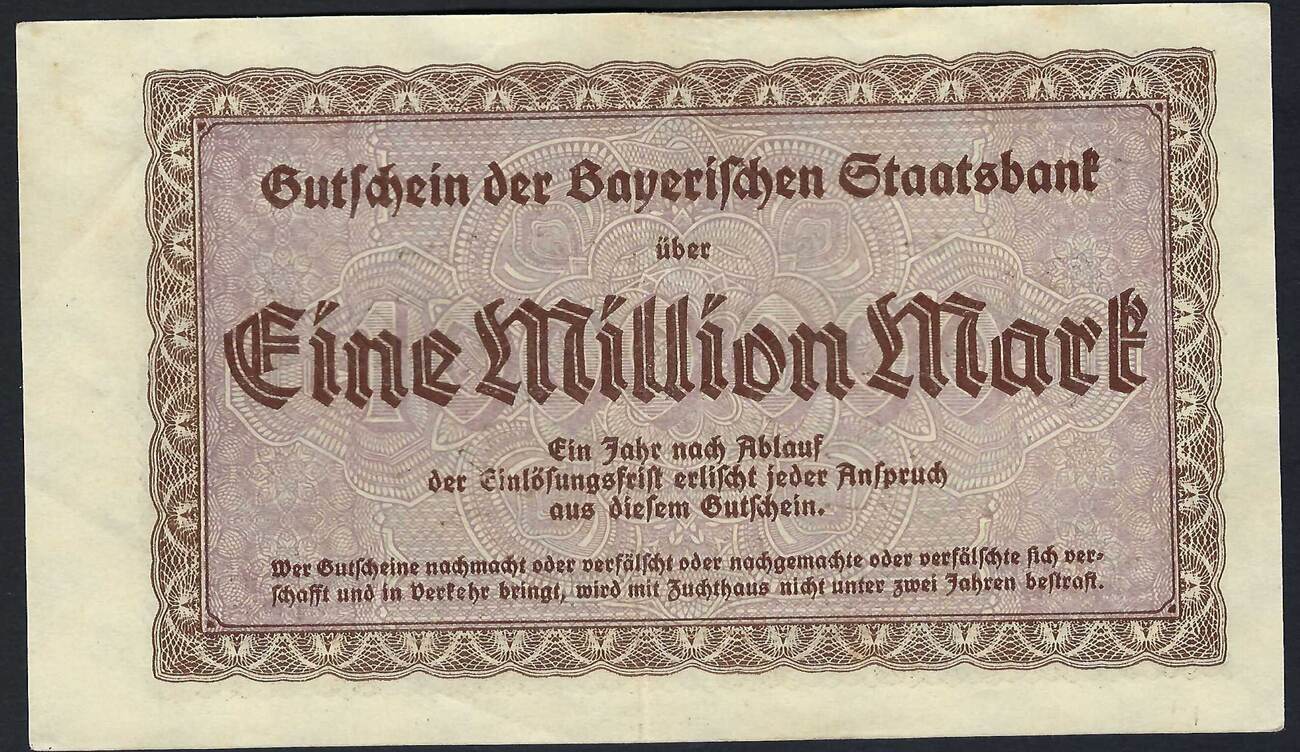 Gutschein der Bayerischen Staatsbank
über
Eine Million Mark
Ein Jahr nach Ablauf
der Einlösungsfrist erlischt jeder Anspruch
aus diesem Gutschein.
Wer Gutscheine nachmacht oder verfälscht oder nachgemachte oder verfälschte sich ver-
schafft und in Verkehr bringt, wird mit Zuchthaus nicht unter zwei Jahren bestraft.